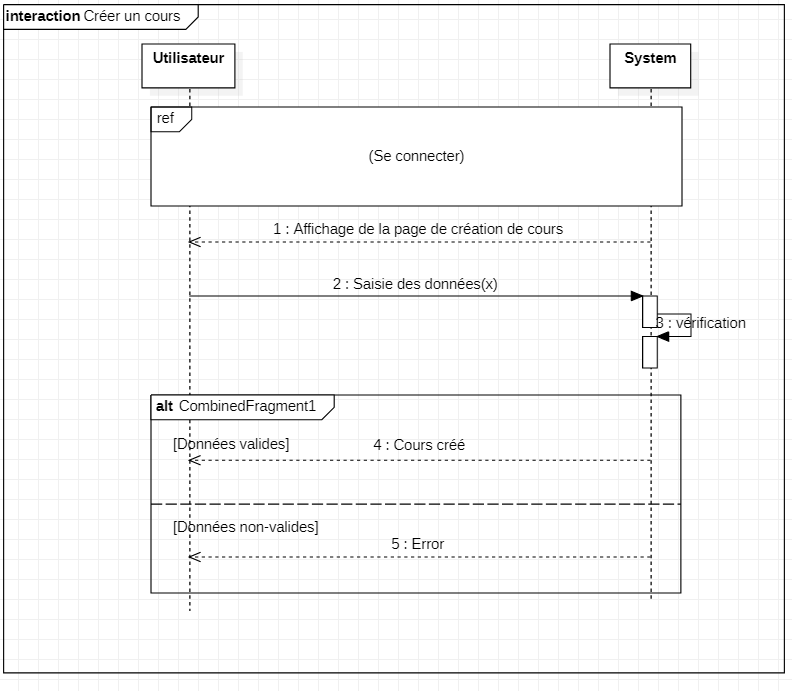 interaction Créer un cours
Utilisateur
System
ref
(Se connecter)
1 : Affichage de la page de création de cours
2 : Saisie des données(x)
3 : vérification
alt CombinedFragment1
[Données valides]
4 : Cours créé
[Données non-valides]
5 : Error